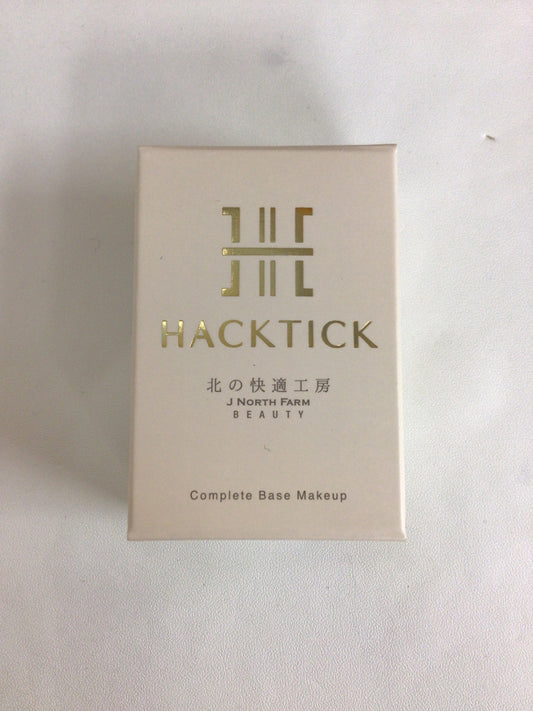 HACKTICK
北の快適工房
J NORTH FARM
BEAUTY
Complete Base Makeup